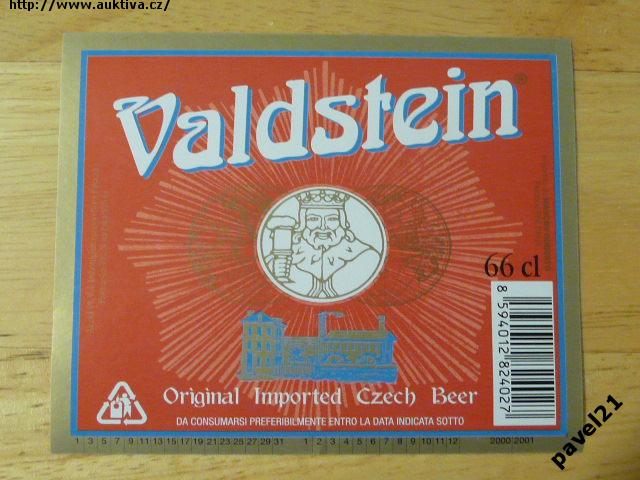 http://www.auktiva.cz/
Valdstein®
66 cl
8 594012 824027
Original Imported Czech Beer
DA CONSUMARSI PREFERIBILMENTE ENTRO LA DATA INDICATA SOTTO
1 3 5 7 9 11 13 15 17 19 21 23 25 27 29 31 1 2 3 4 5 6 7 8 9 10 11 12 2000 2001
pavel21